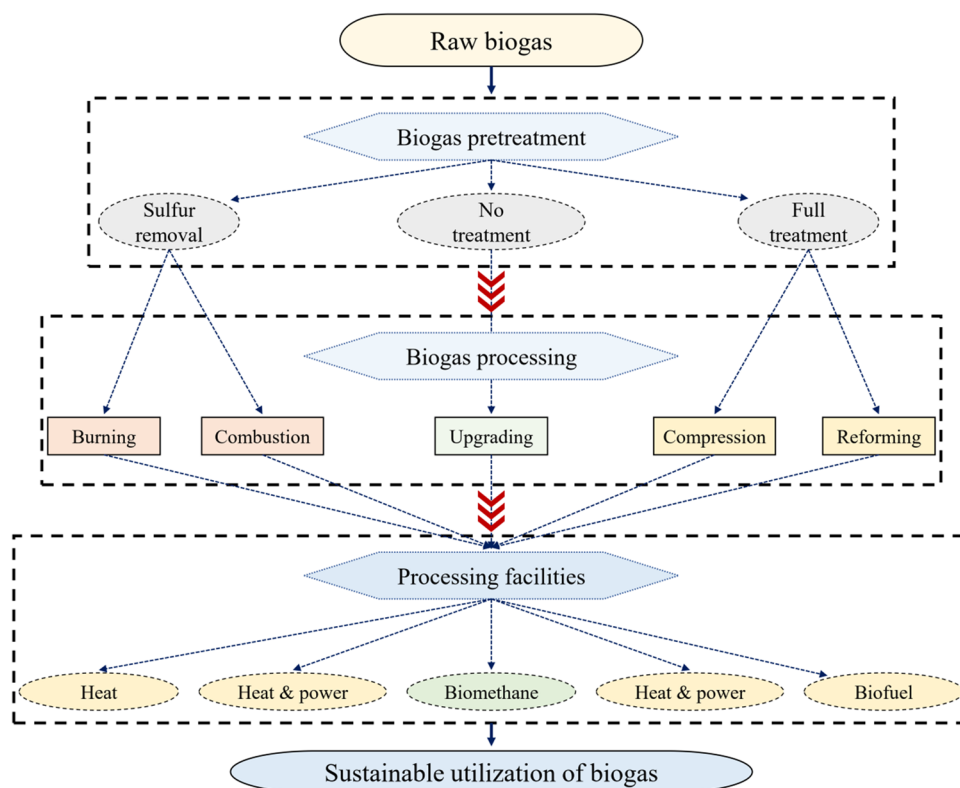 Raw biogas
Biogas pretreatment
Sulfur
removal
No
treatment
Full
treatment
Biogas processing
Burning
Combustion
Upgrading
Compression
Reforming
Processing facilities
Heat
Heat & power
Biomethane
Heat & power
Biofuel
Sustainable utilization of biogas